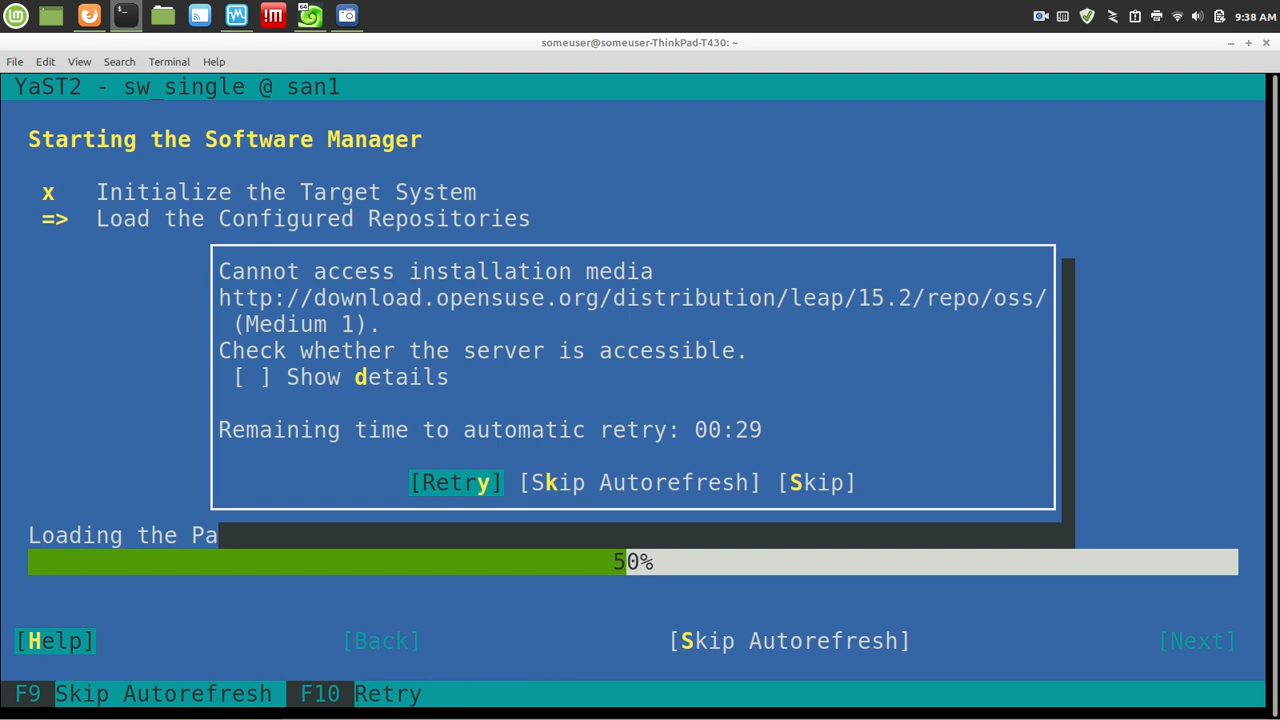 64
!M
9:38 AM
someuser@someuser-ThinkPad-T430: ~
File Edit View Search Terminal Help
YaST2 - sw_single @ san1
Starting the Software Manager
x Initialize the Target System
=> Load the Configured Repositories
Cannot access installation media
http://download.opensuse.org/distribution/leap/15.2/repo/oss/
(Medium 1).
Check whether the server is accessible.
[ ] Show details
Remaining time to automatic retry: 00:29
[Retry] [Skip Autorefresh] [Skip]
Loading the Pa
50%
[Help] [Back] [Skip Autorefresh] [Next]
F9 Skip Autorefresh F10 Retry